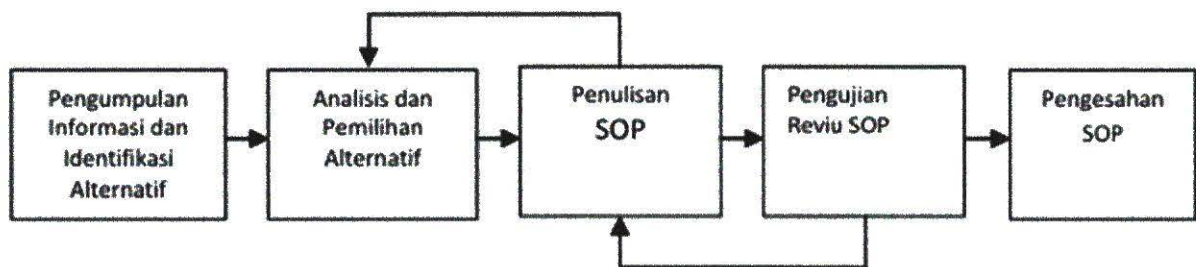 Pengumpulan
Informasi dan
Identifikasi
Alternatif
Analisis dan
Pemilihan
Alternatif
Penulisan
SOP
Pengujian
Reviu SOP
Pengesahan
SOP